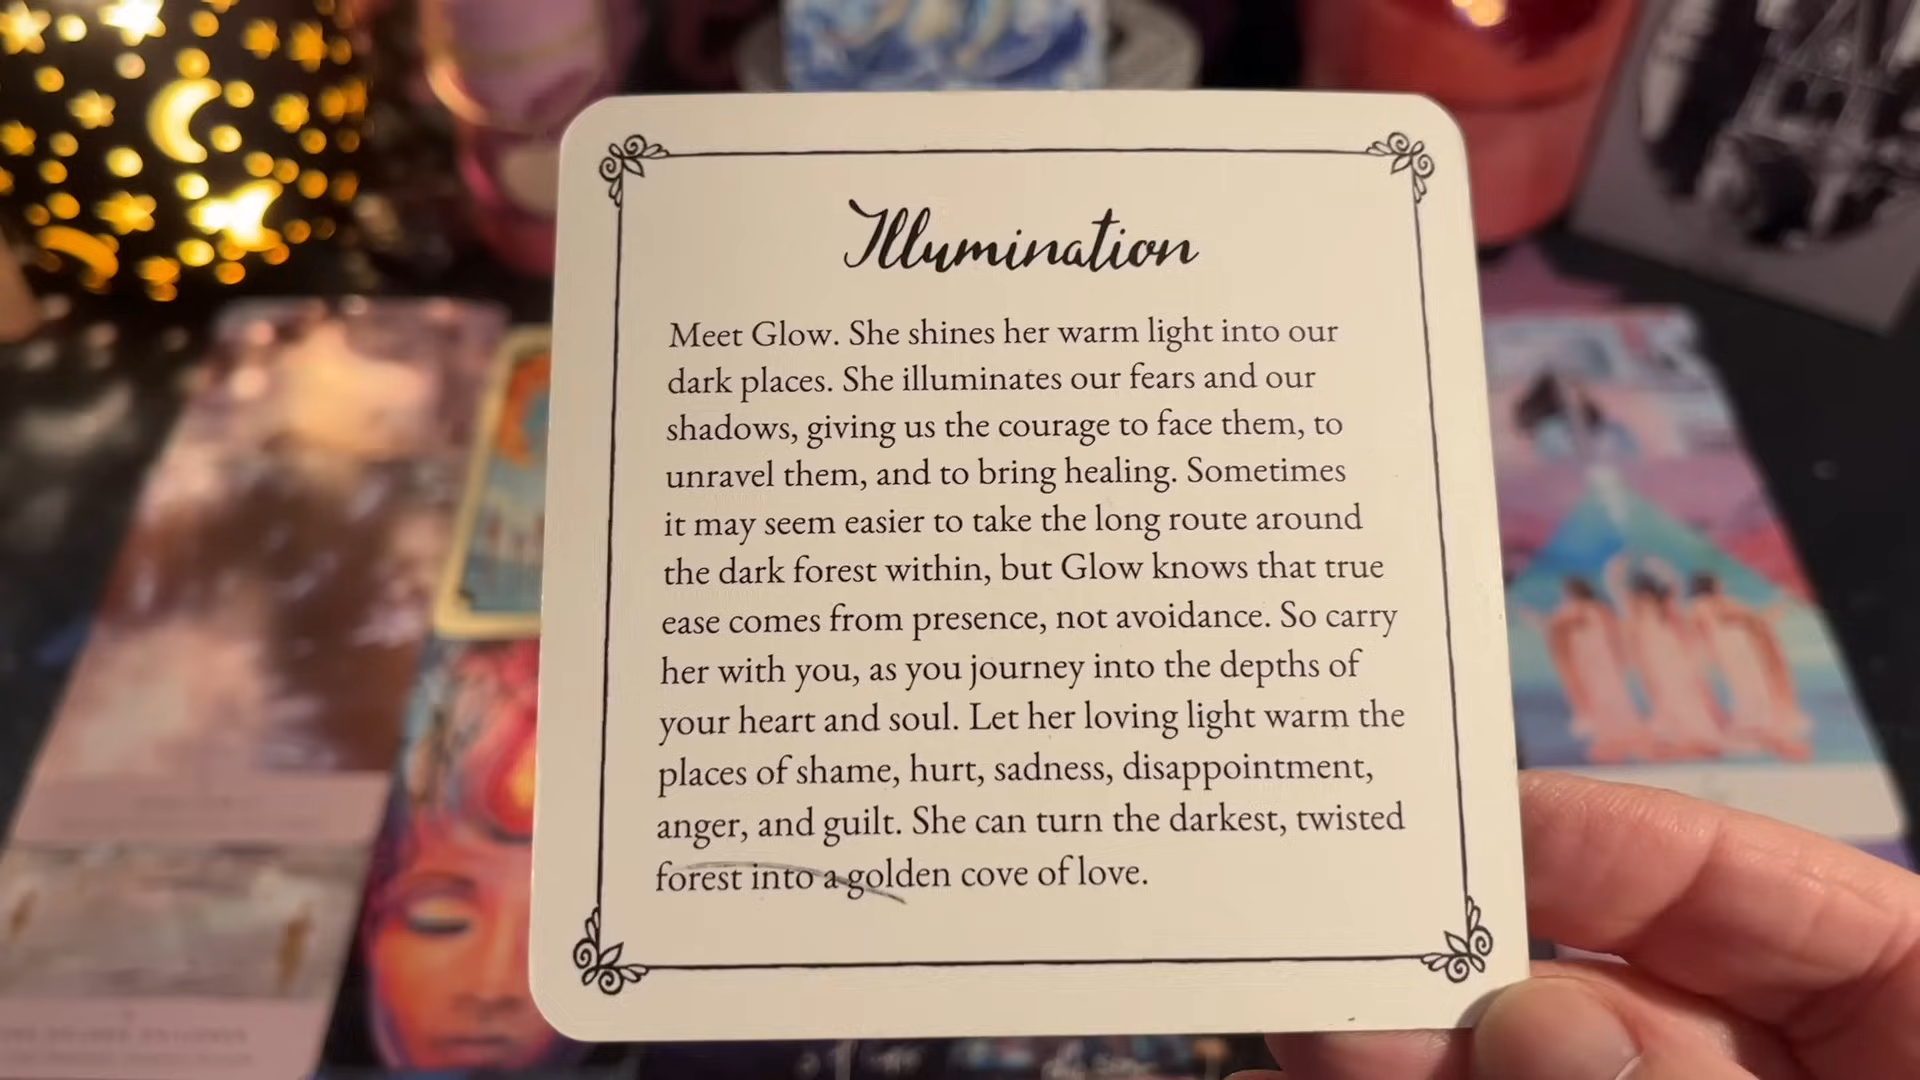 Illumination
Meet Glow. She shines her warm light into our
dark places. She illuminates our fears and our
shadows, giving us the courage to face them, to
unravel them, and to bring healing. Sometimes
it may seem easier to take the long route around
the dark forest within, but Glow knows that true
ease comes from presence, not avoidance. So carry
her with you, as you journey into the depths of
your heart and soul. Let her loving light warm the
places of shame, hurt, sadness, disappointment,
anger, and guilt. She can turn the darkest, twisted
forest into a golden cove of love.